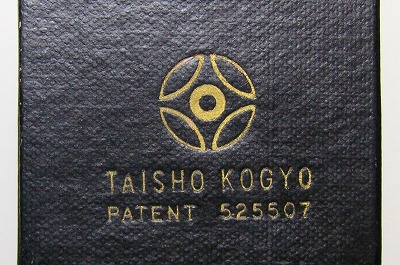 TAISHO KOGYO
PATENT 525507